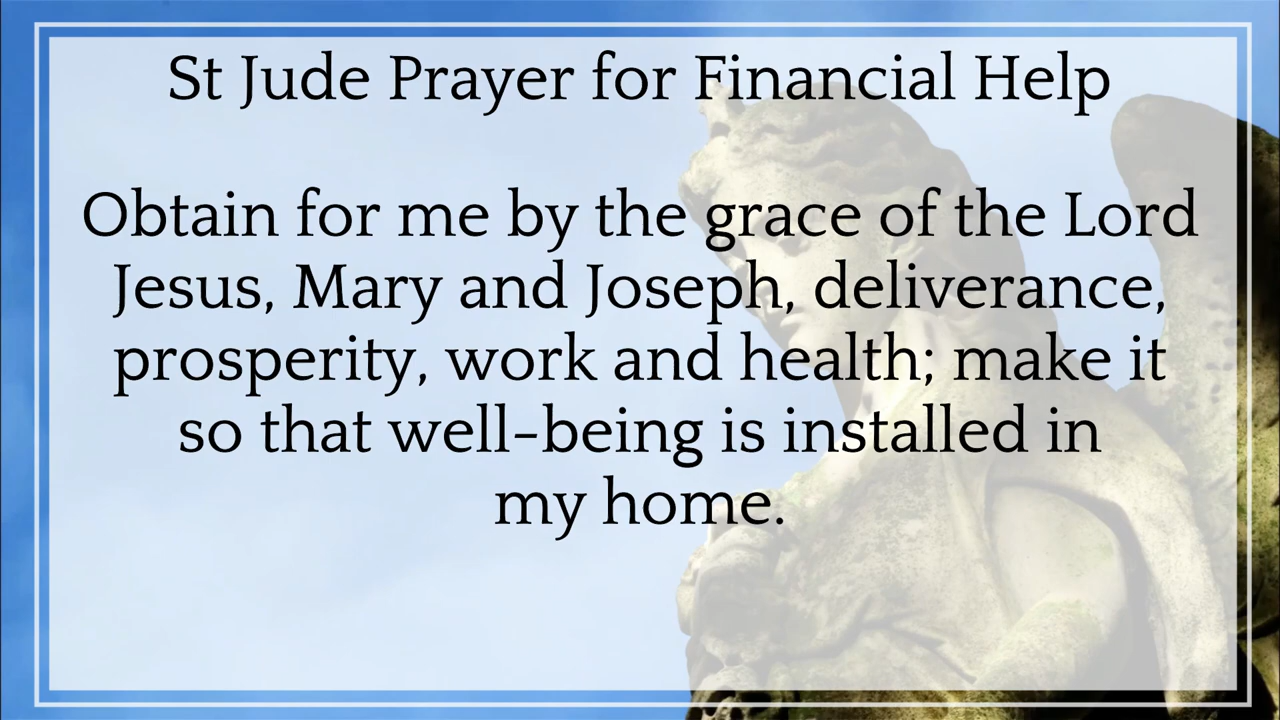 St Jude Prayer for Financial Help
Obtain for me by the grace of the Lord
Jesus, Mary and Joseph, deliverance,
prosperity, work and health; make it
so that well-being is installed in
my home.